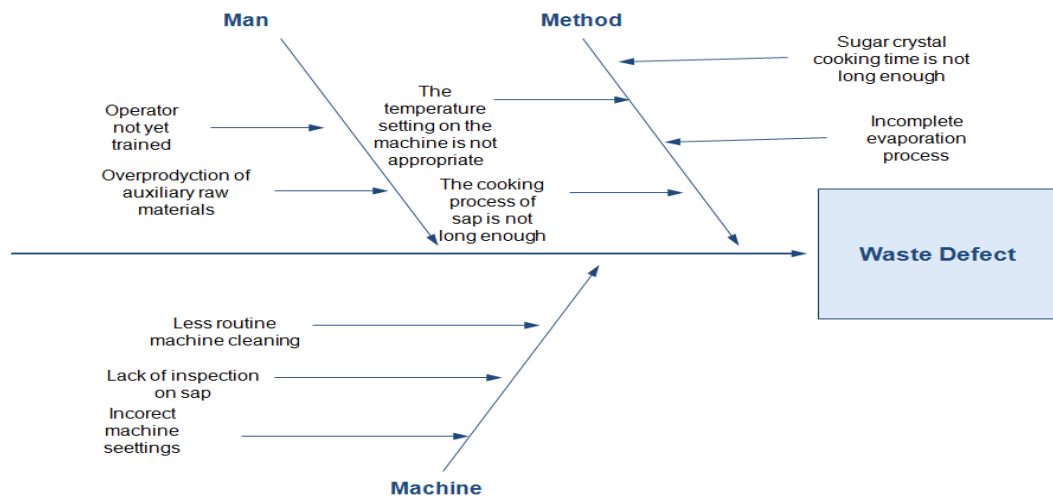 Man
Method
Sugar crystal
cooking time is not
long enough
The
temperature
setting on the
machine is not
appropriate
Operator
not yet
trained
Incomplete
evaporation
process
Overprodyction of
auxiliary raw
materials
The cooking
process of
sap is not
long enough
Waste Defect
Less routine
machine cleaning
Lack of inspection
on sap
Incorect
machine
seettings
Machine